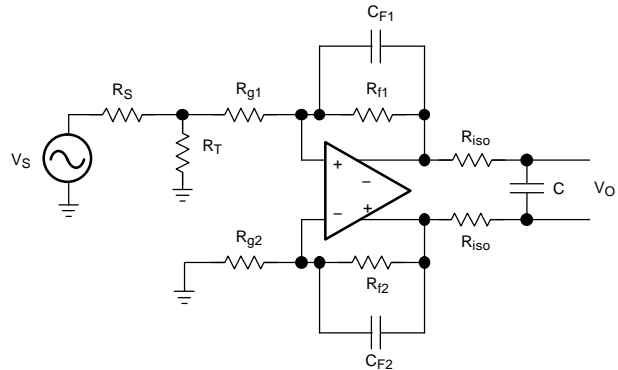 CF1
RS
Rg1
Rf1
RT
Riso
VS
+
−
C
VO
−
+
Rg2
Riso
Rf2
CF2